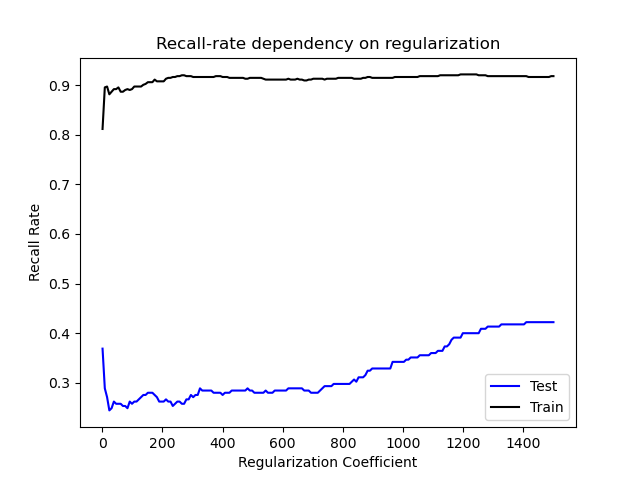 Recall-rate dependency on regularization
Recall Rate
0.9
0.8
0.7
0.6
0.5
0.4
0.3
0 200 400 600 800 1000 1200 1400
Regularization Coefficient
Test
Train